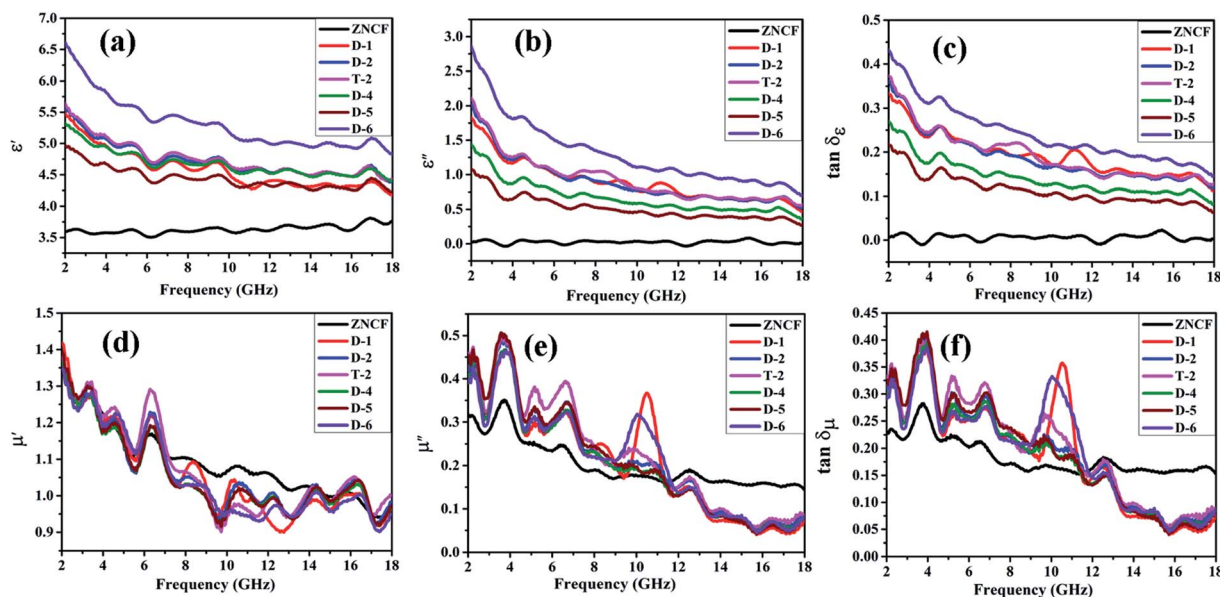 (a)
7.0
6.5
6.0
5.5
5.0
4.5
4.0
3.5
ε′
2 4 6 8 10 12 14 16 18
Frequency (GHz)
ZNCF
D-1
D-2
T-2
D-4
D-5
D-6
(b)
3.0
2.5
2.0
1.5
1.0
0.5
0.0
ε″
2 4 6 8 10 12 14 16 18
Frequency (GHz)
ZNCF
D-1
D-2
T-2
D-4
D-5
D-6
(c)
0.5
0.4
0.3
0.2
0.1
0.0
tan δε
2 4 6 8 10 12 14 16 18
Frequency (GHz)
ZNCF
D-1
D-2
T-2
D-4
D-5
D-6
(d)
1.5
1.4
1.3
1.2
1.1
1.0
0.9
μ′
2 4 6 8 10 12 14 16 18
Frequency (GHz)
ZNCF
D-1
D-2
T-2
D-4
D-5
D-6
(e)
0.5
0.4
0.3
0.2
0.1
0.0
μ″
2 4 6 8 10 12 14 16 18
Frequency (GHz)
ZNCF
D-1
D-2
T-2
D-4
D-5
D-6
(f)
0.45
0.40
0.35
0.30
0.25
0.20
0.15
0.10
0.05
0.00
tan δμ
2 4 6 8 10 12 14 16 18
Frequency (GHz)
ZNCF
D-1
D-2
T-2
D-4
D-5
D-6